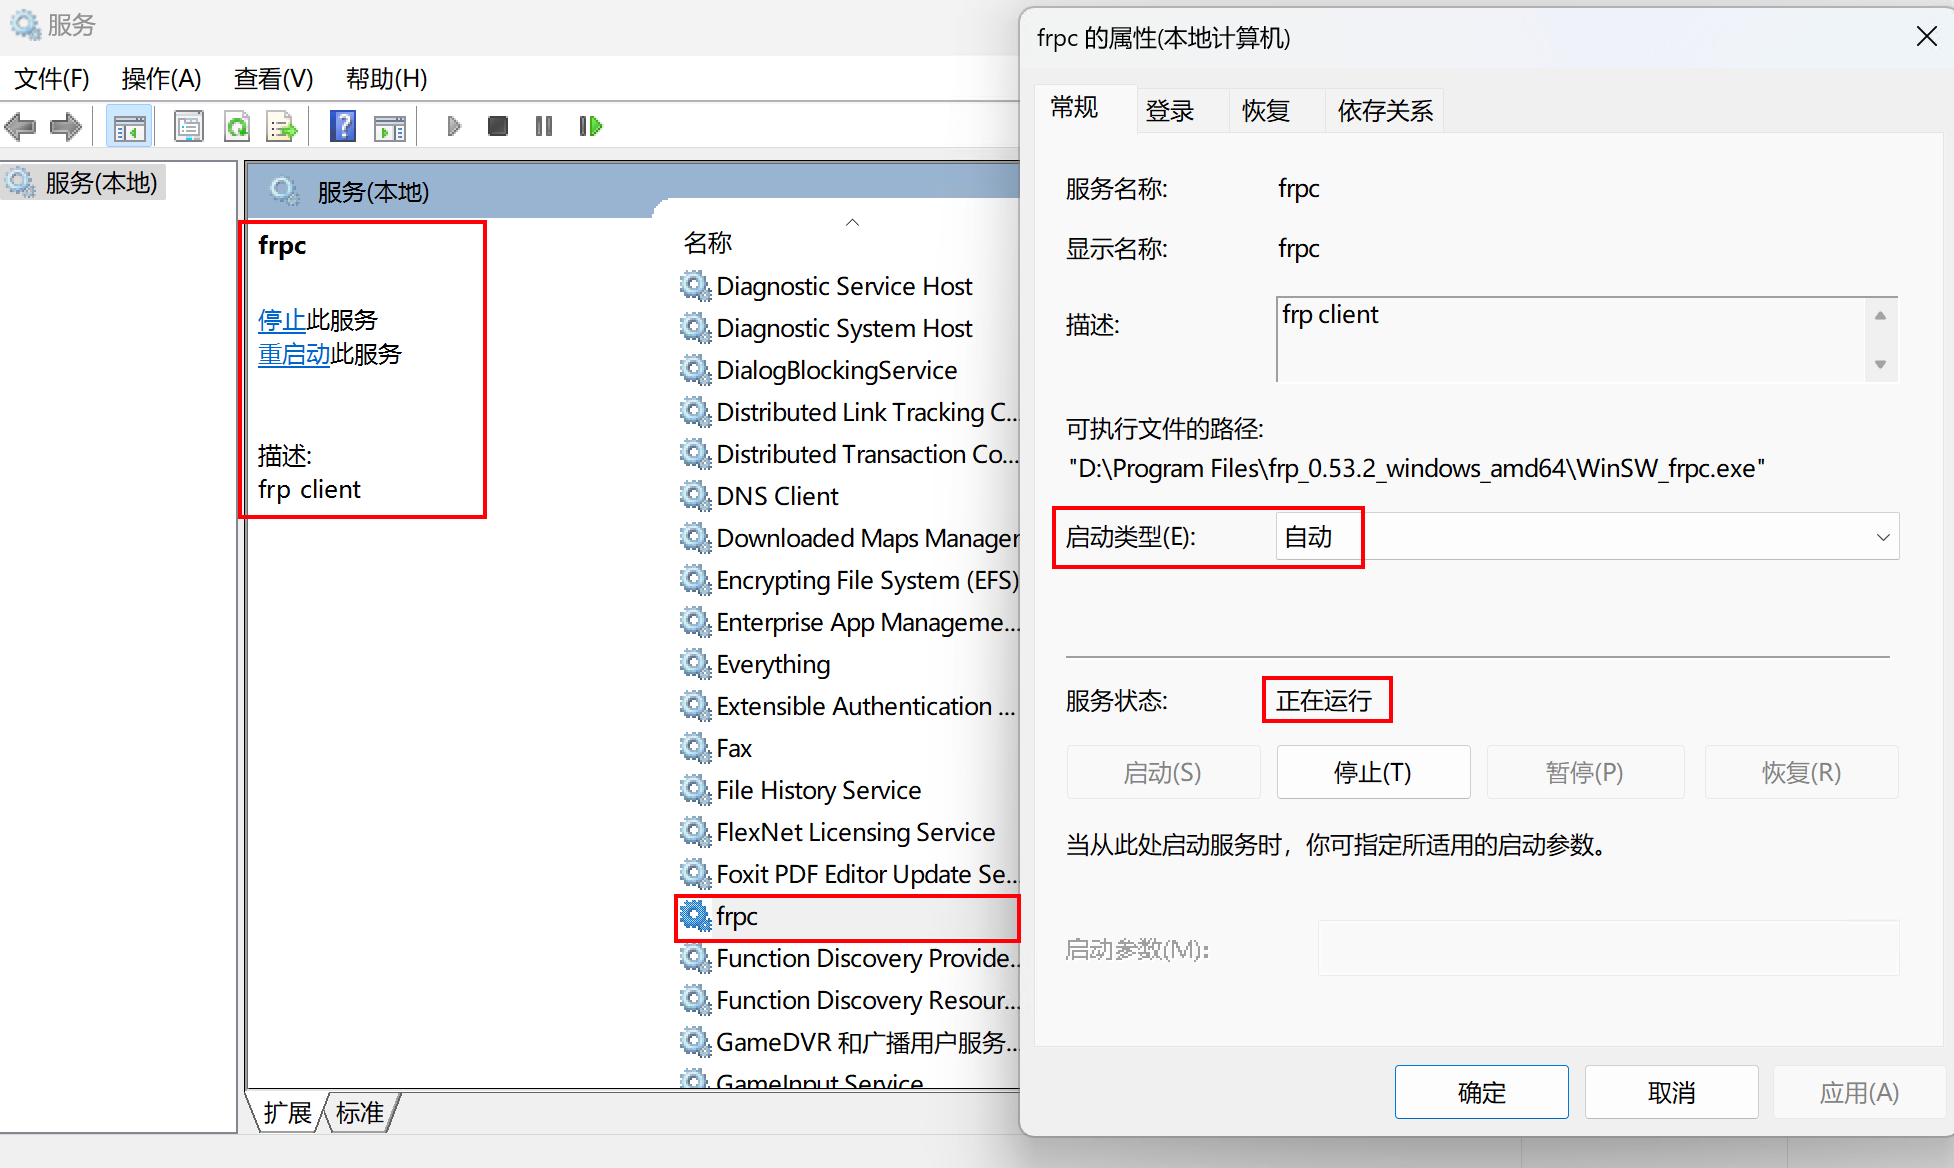 服务
文件(F) 操作(A) 查看(V) 帮助(H)
服务(本地)
服务(本地)
frpc
停止此服务
重启动此服务
描述:
frp client
名称
Diagnostic Service Host
Diagnostic System Host
DialogBlockingService
Distributed Link Tracking C...
Distributed Transaction Co...
DNS Client
Downloaded Maps Manager
Encrypting File System (EFS)
Enterprise App Manageme...
Everything
Extensible Authentication ...
Fax
File History Service
FlexNet Licensing Service
Foxit PDF Editor Update Se...
frpc
Function Discovery Provide...
Function Discovery Resour...
GameDVR 和广播用户服务...
GameInput Service
扩展 标准
frpc 的属性(本地计算机)
常规 登录 恢复 依存关系
服务名称: frpc
显示名称: frpc
描述: frp client
可执行文件的路径:
"D:\Program Files\frp_0.53.2_windows_amd64\WinSW_frpc.exe"
启动类型(E): 自动
服务状态: 正在运行
启动(S) 停止(T) 暂停(P) 恢复(R)
当从此处启动服务时，你可指定所适用的启动参数。
启动参数(M):
确定 取消 应用(A)